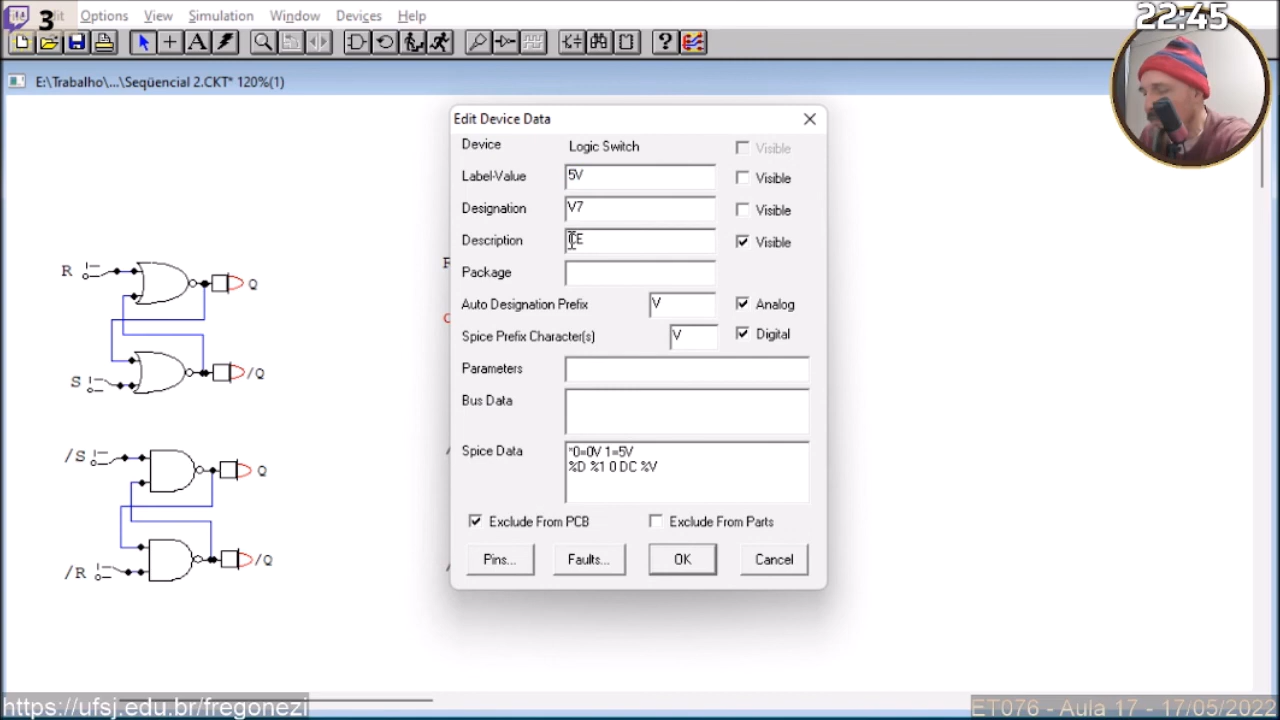 3
Edit Options View Simulation Window Devices Help
22:45
E:\Trabalho\...\Seqüencial 2.CKT* 120%(1)
Edit Device Data
Device Logic Switch Visible
Label-Value 5V Visible
Designation V7 Visible
Description CE Visible
Package
Auto Designation Prefix V Analog
Spice Prefix Character(s) V Digital
Parameters
Bus Data
Spice Data *0=0V 1=5V
%D %1 0 DC %V
Exclude From PCB Exclude From Parts
Pins... Faults... OK Cancel
R Q
S /Q
/S Q
/R /Q
https://ufsj.edu.br/fregonezi
ET076 - Aula 17 - 17/05/2022